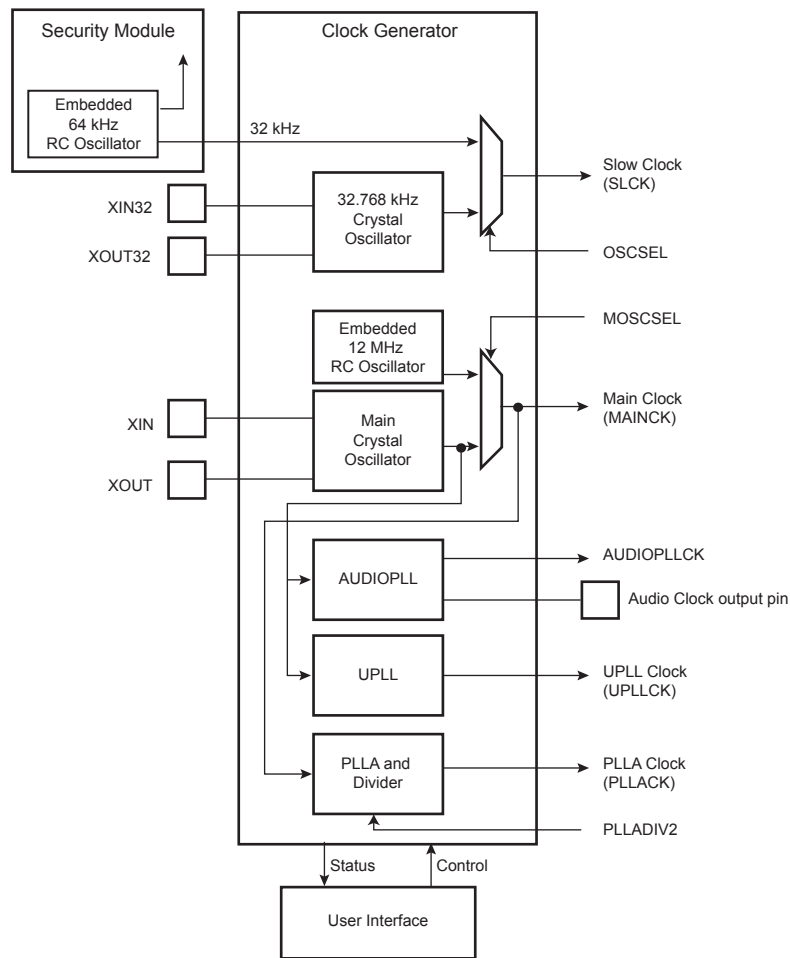 Security Module
Clock Generator
Embedded
64 kHz
RC Oscillator
32 kHz
Slow Clock
(SLCK)
XIN32
32.768 kHz
Crystal
Oscillator
XOUT32
OSCSEL
MOSCSEL
Embedded
12 MHz
RC Oscillator
Main Clock
(MAINCK)
XIN
Main
Crystal
Oscillator
XOUT
AUDIOPLLCK
AUDIOPLL
Audio Clock output pin
UPLL
UPLL Clock
(UPLLCK)
PLLA and
Divider
PLLA Clock
(PLLACK)
PLLADIV2
Status
Control
User Interface